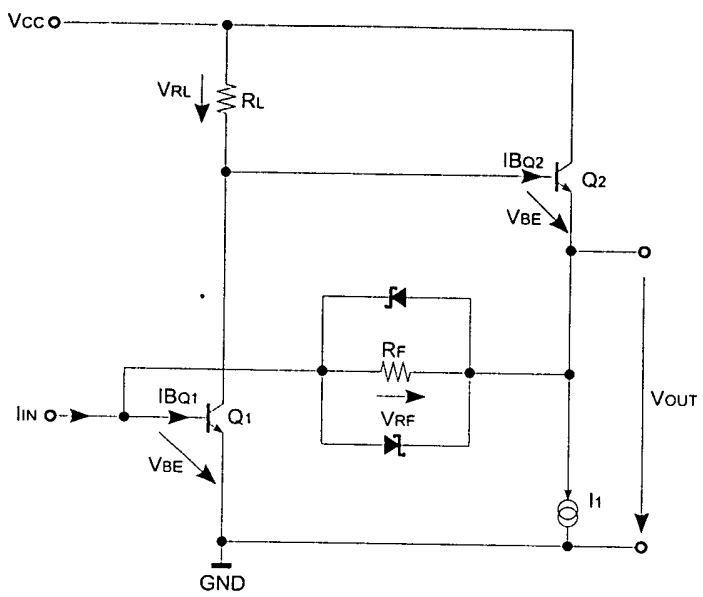 VCC
VRL
RL
IBQ2
Q2
VBE
RF
VRF
IIN
IBQ1
Q1
VBE
VOUT
I1
GND